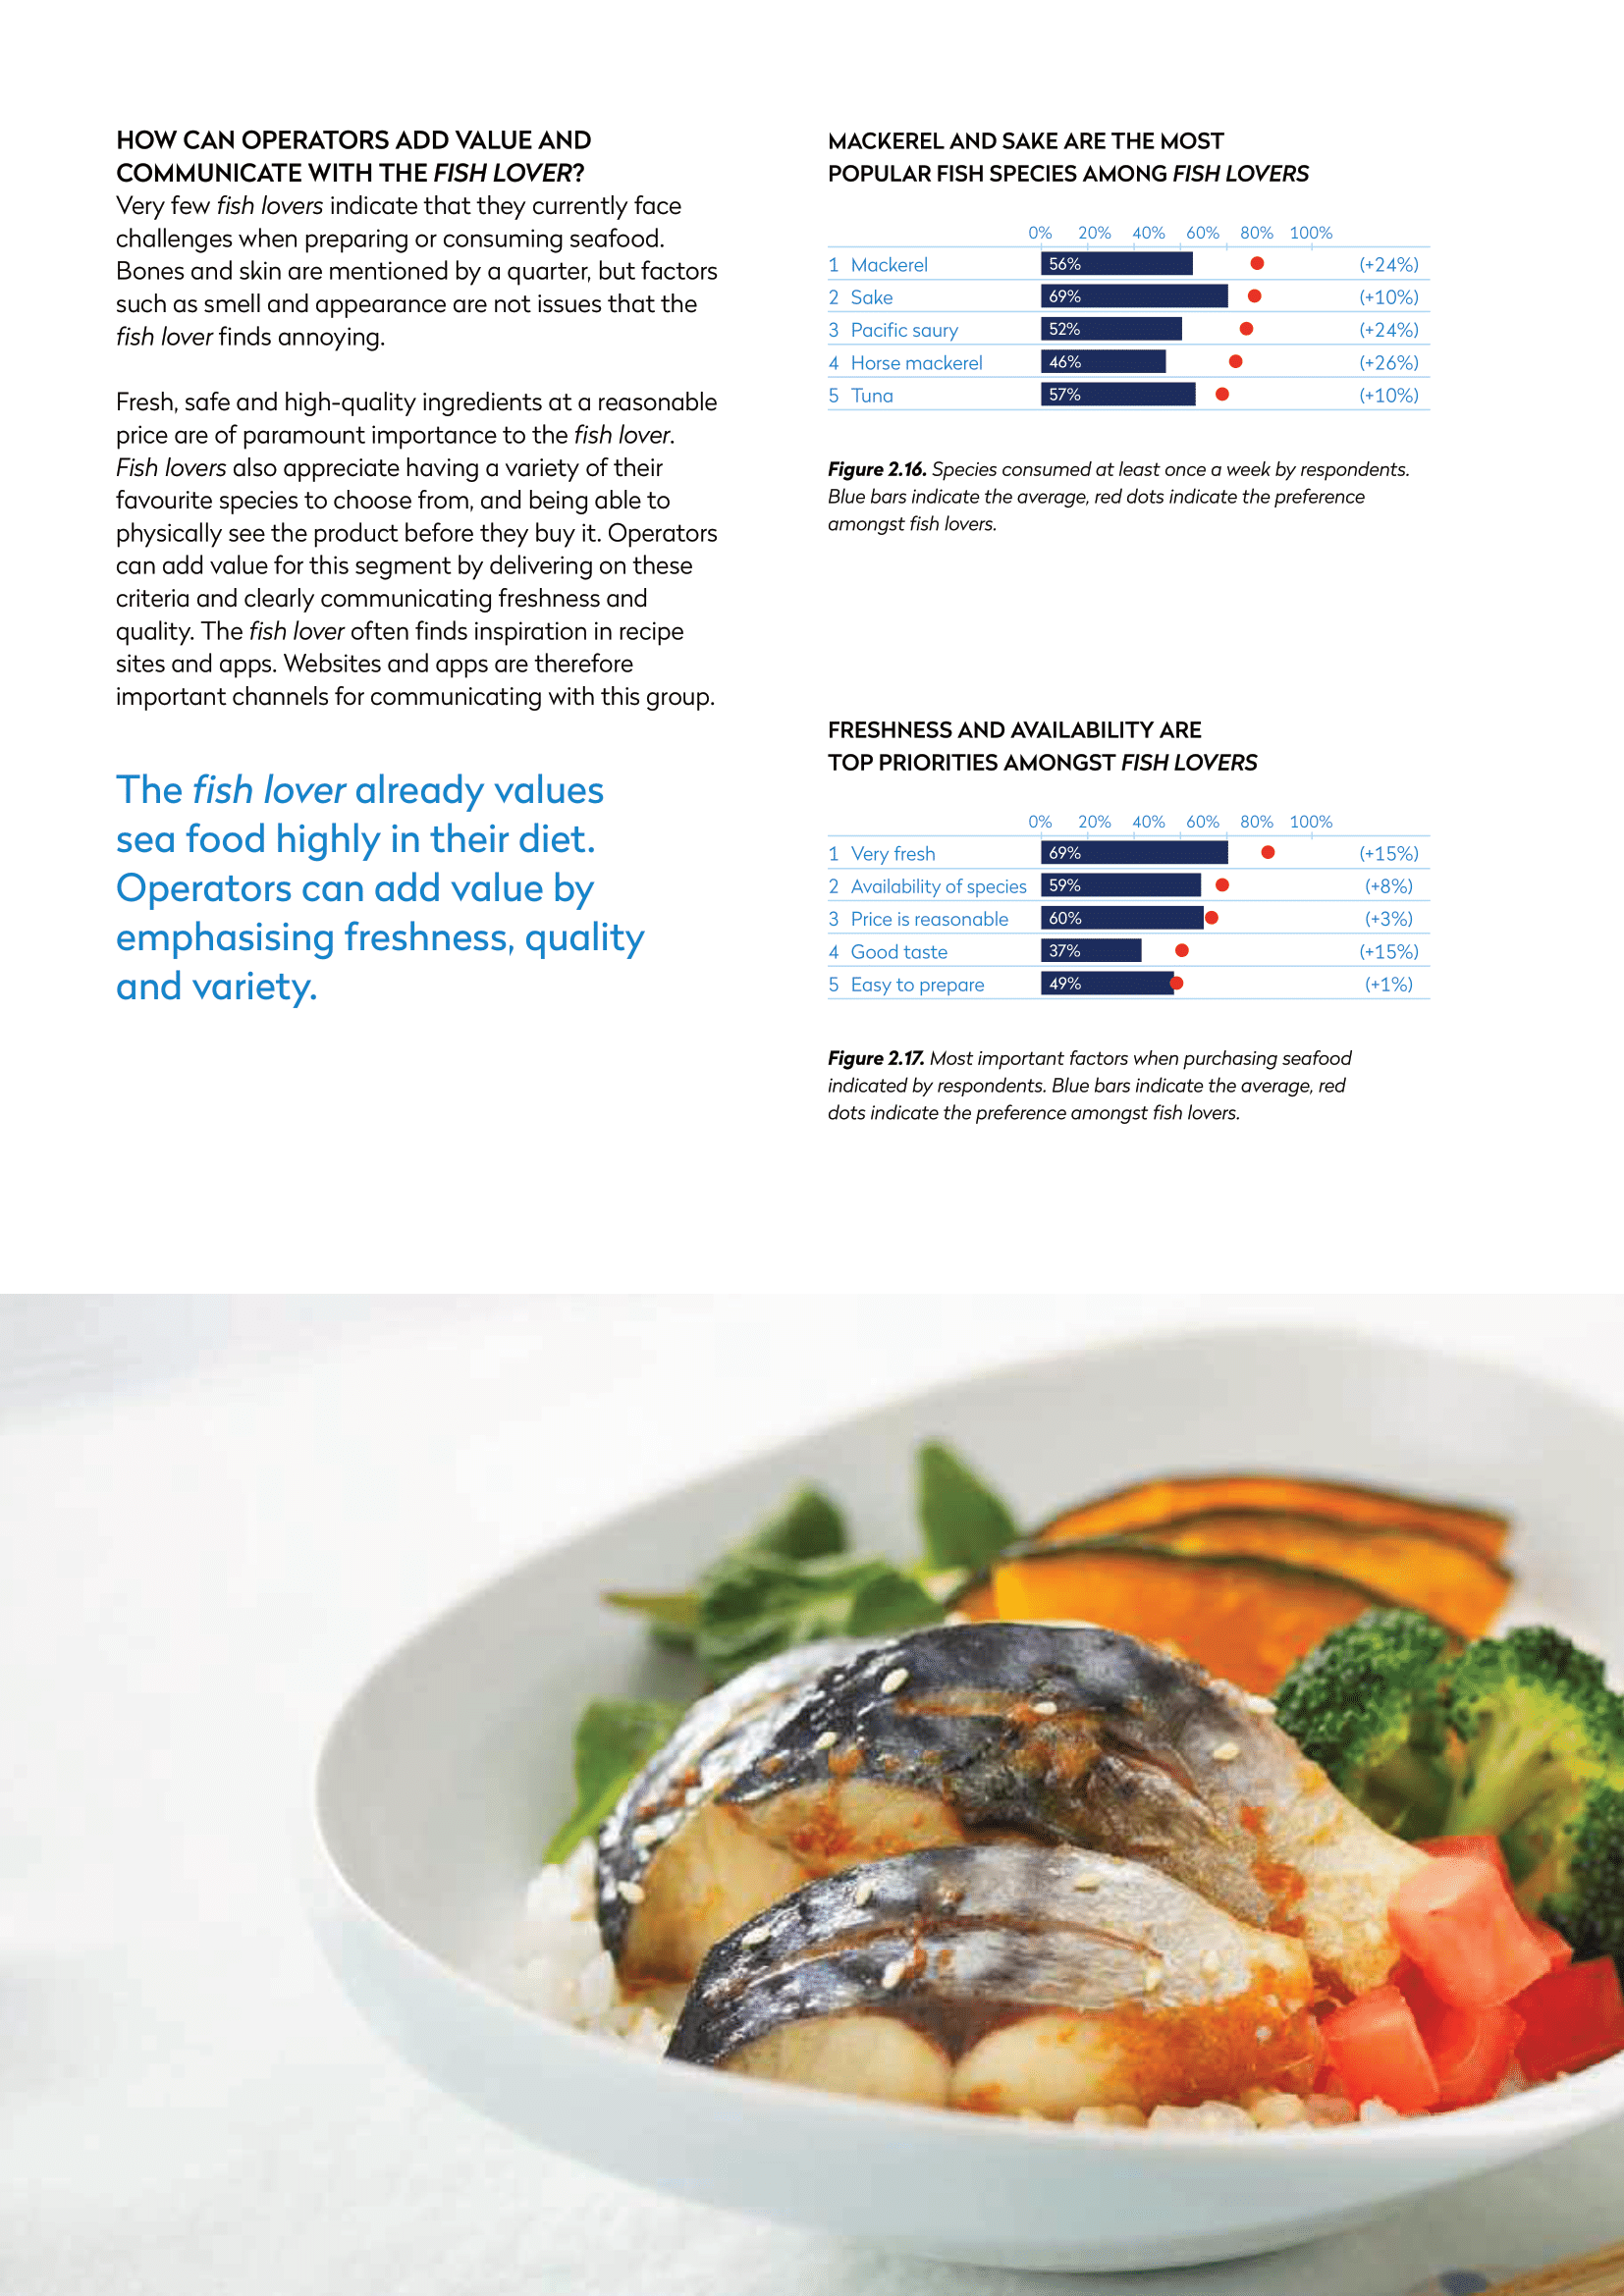 HOW CAN OPERATORS ADD VALUE AND
COMMUNICATE WITH THE FISH LOVER?
Very few fish lovers indicate that they currently face
challenges when preparing or consuming seafood.
Bones and skin are mentioned by a quarter, but factors
such as smell and appearance are not issues that the
fish lover finds annoying.
Fresh, safe and high-quality ingredients at a reasonable
price are of paramount importance to the fish lover.
Fish lovers also appreciate having a variety of their
favourite species to choose from, and being able to
physically see the product before they buy it. Operators
can add value for this segment by delivering on these
criteria and clearly communicating freshness and
quality. The fish lover often finds inspiration in recipe
sites and apps. Websites and apps are therefore
important channels for communicating with this group.
The fish lover already values
sea food highly in their diet.
Operators can add value by
emphasising freshness, quality
and variety.
MACKEREL AND SAKE ARE THE MOST
POPULAR FISH SPECIES AMONG FISH LOVERS
0% 20% 40% 60% 80% 100%
1 Mackerel 56% (+24%)
2 Sake 69% (+10%)
3 Pacific saury 52% (+24%)
4 Horse mackerel 46% (+26%)
5 Tuna 57% (+10%)
Figure 2.16. Species consumed at least once a week by respondents.
Blue bars indicate the average, red dots indicate the preference
amongst fish lovers.
FRESHNESS AND AVAILABILITY ARE
TOP PRIORITIES AMONGST FISH LOVERS
0% 20% 40% 60% 80% 100%
1 Very fresh 69% (+15%)
2 Availability of species 59% (+8%)
3 Price is reasonable 60% (+3%)
4 Good taste 37% (+15%)
5 Easy to prepare 49% (+1%)
Figure 2.17. Most important factors when purchasing seafood
indicated by respondents. Blue bars indicate the average, red
dots indicate the preference amongst fish lovers.